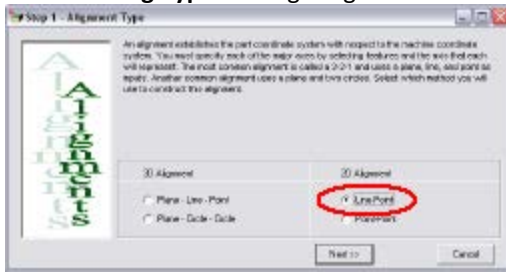 Type
Step 1 - Alignment Type
An alignment establishes the part coordinate system with respect to the machine coordinate
system. You must specify each of the major axes by selecting features and the axis that each
will represent. The most common alignment is called a 3-2-1 and uses a plane, line, and point as
inputs. Another common alignment uses a plane and two circles. Select which method you will
use to construct the alignment.
Alignments
3D Alignment
2D Alignment
Plane - Line - Point
Line-Point
Plane - Circle - Circle
Point-Point
Next >>
Cancel